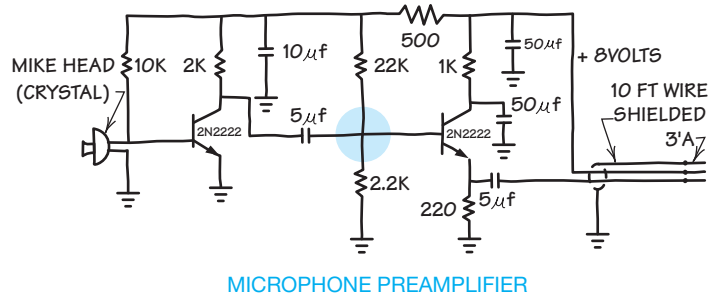 500
50µf
+ 8VOLTS
10µf
MIKE HEAD
(CRYSTAL)
10K
2K
22K
1K
10 FT WIRE
SHIELDED
3'A
5µf
50µf
2N2222
2N2222
2.2K
220
5µf
MICROPHONE PREAMPLIFIER